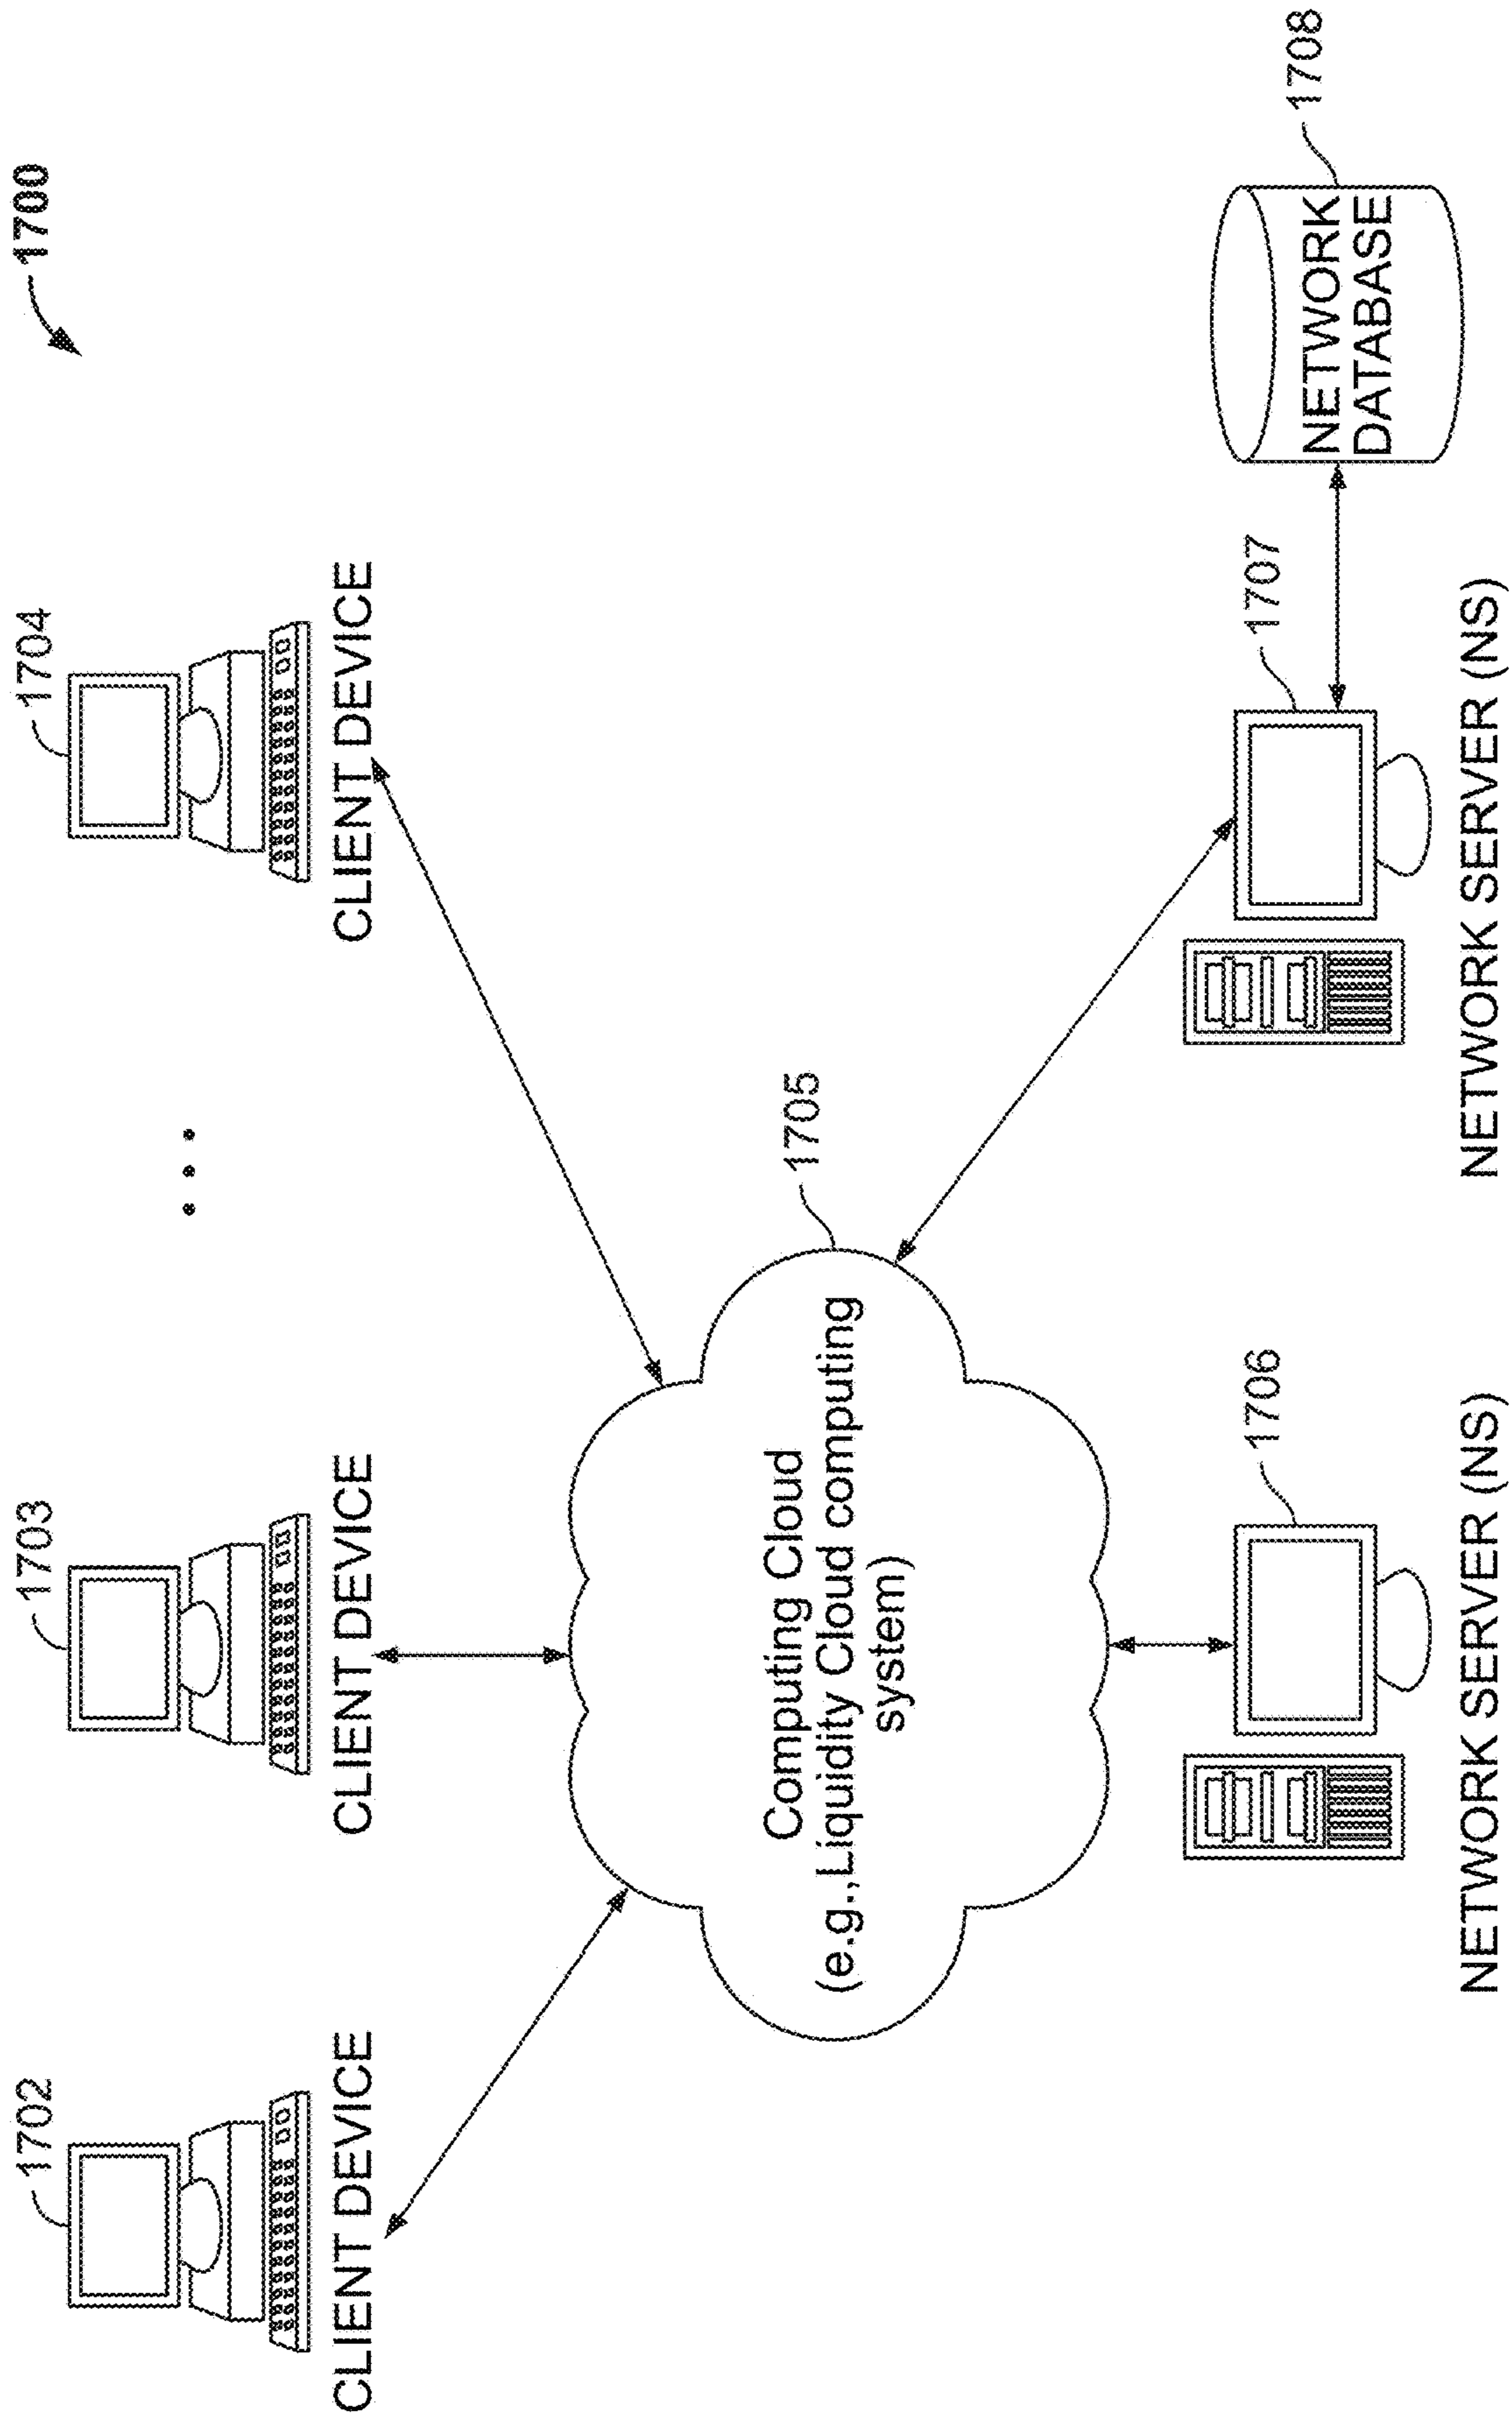 1700
1702
1703
1704
CLIENT DEVICE
CLIENT DEVICE
CLIENT DEVICE
1705
Computing Cloud
(e.g.,Liquidity Cloud computing
system)
1706
1707
1708
NETWORK
DATABASE
NETWORK SERVER (NS)
NETWORK SERVER (NS)